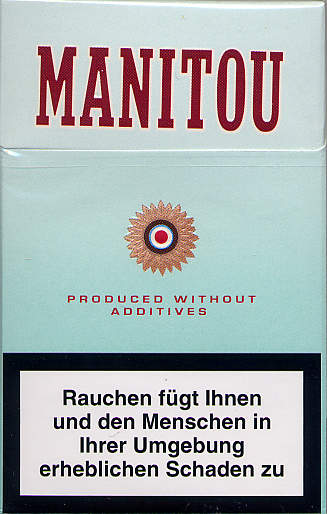 MANITOU
PRODUCED WITHOUT
ADDITIVES
Rauchen fügt Ihnen
und den Menschen in
Ihrer Umgebung
erheblichen Schaden zu